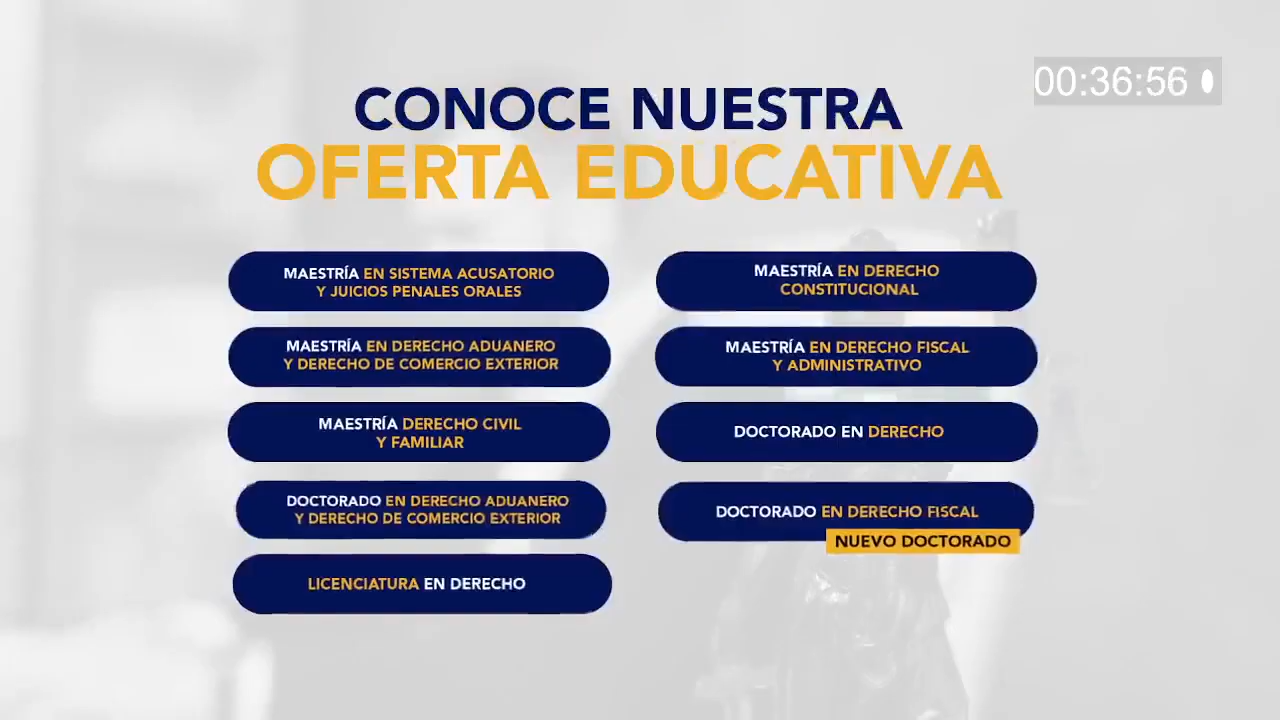 00:36:56
CONOCE NUESTRA
OFERTA EDUCATIVA
MAESTRÍA EN SISTEMA ACUSATORIO
Y JUICIOS PENALES ORALES
MAESTRÍA EN DERECHO
CONSTITUCIONAL
MAESTRÍA EN DERECHO ADUANERO
Y DERECHO DE COMERCIO EXTERIOR
MAESTRÍA EN DERECHO FISCAL
Y ADMINISTRATIVO
MAESTRÍA DERECHO CIVIL
Y FAMILIAR
DOCTORADO EN DERECHO
DOCTORADO EN DERECHO ADUANERO
Y DERECHO DE COMERCIO EXTERIOR
DOCTORADO EN DERECHO FISCAL
NUEVO DOCTORADO
LICENCIATURA EN DERECHO